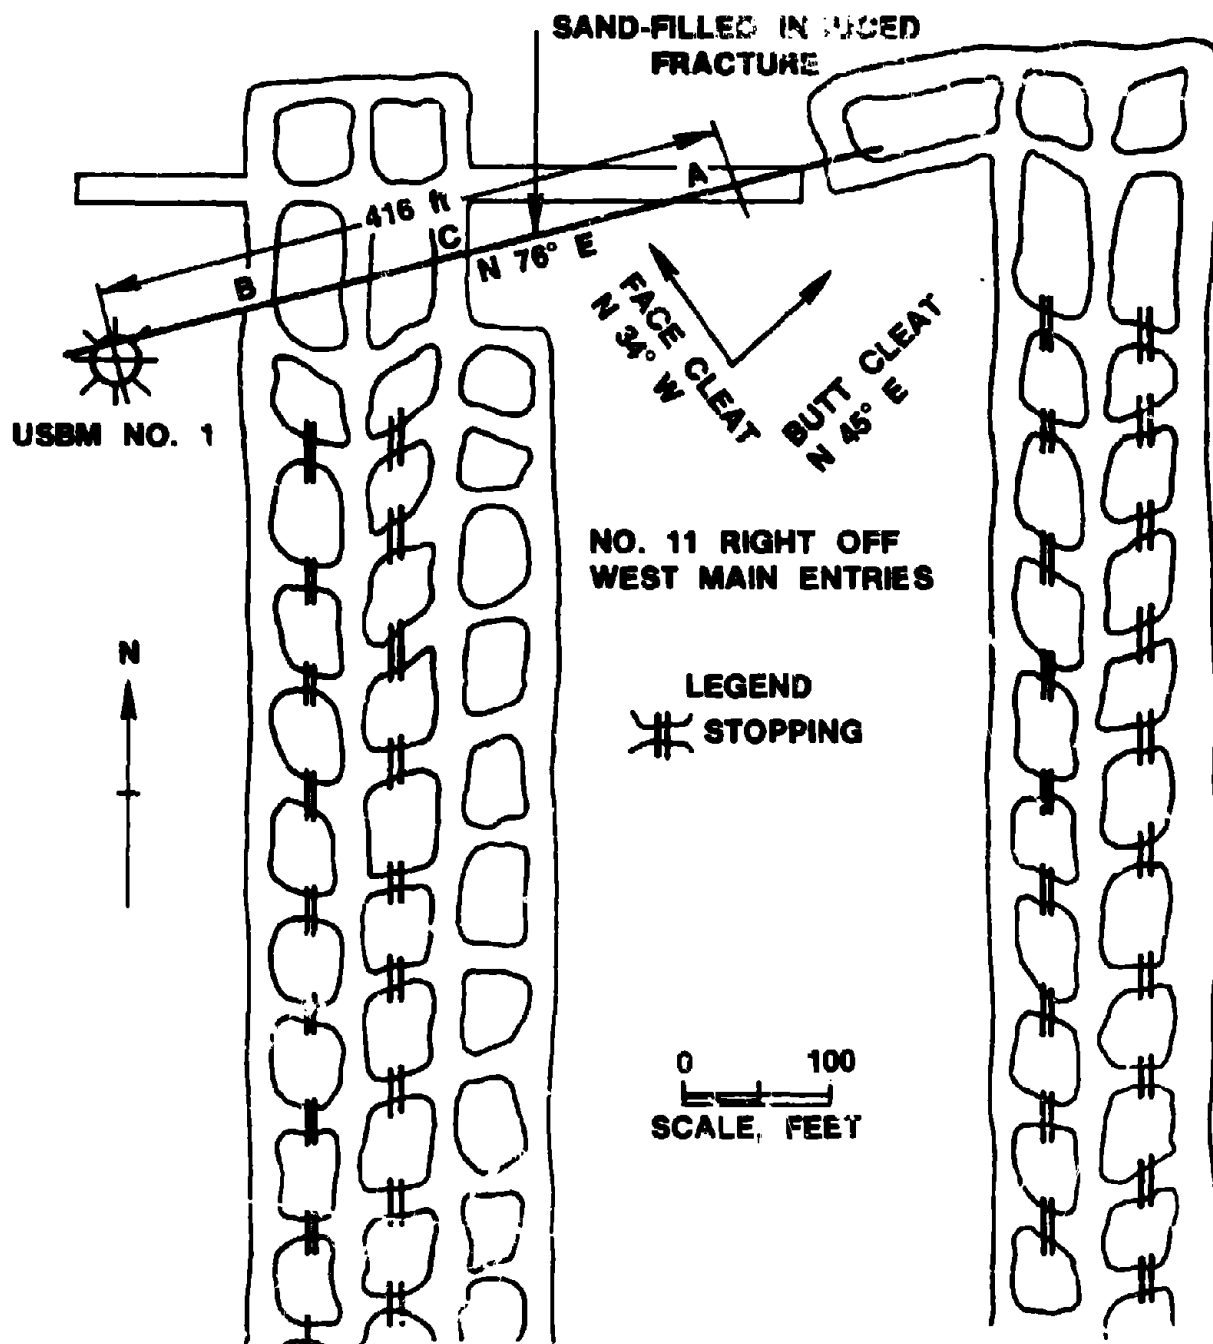 SAND-FILLED INDUCED
FRACTURE
A
416 ft
C
N 76° E
B
USBM NO. 1
FACE CLEAT
N 34° W
BUTT CLEAT
N 45° E
NO. 11 RIGHT OFF
WEST MAIN ENTRIES
N
LEGEND
STOPPING
0 100
SCALE, FEET